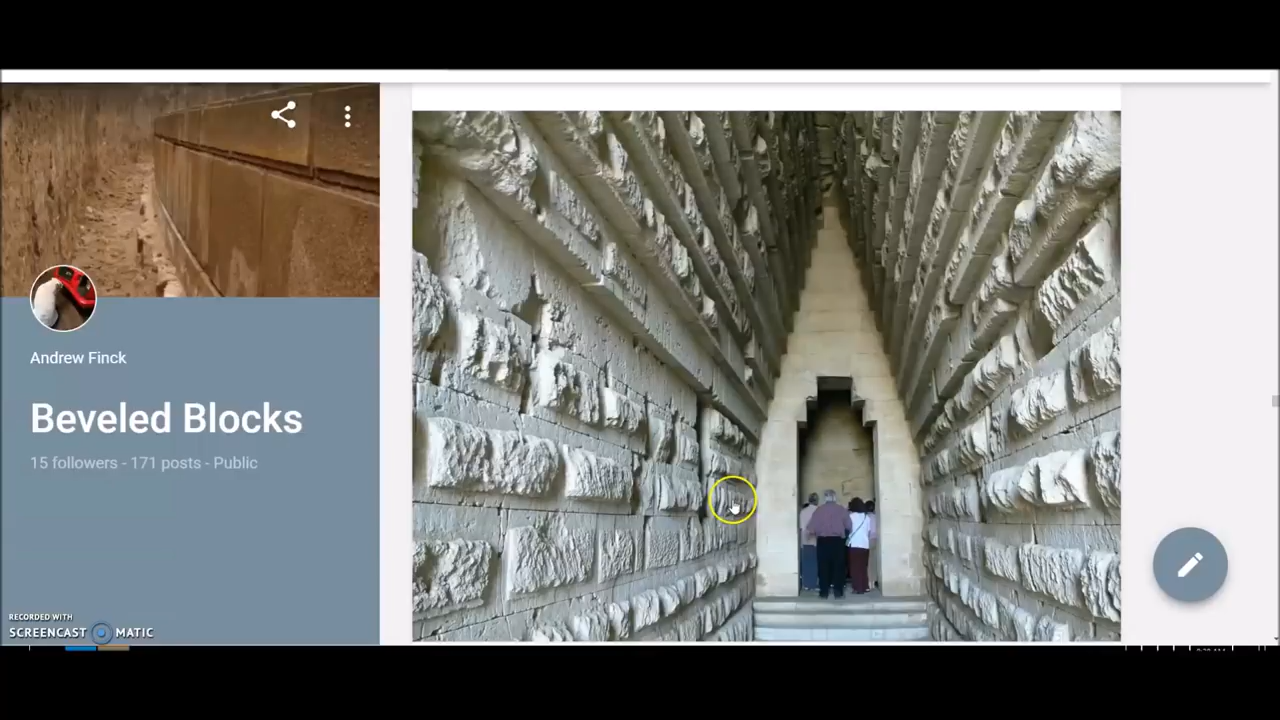 Andrew Finck
Beveled Blocks
15 followers - 171 posts - Public
RECORDED WITH
SCREENCAST MATIC